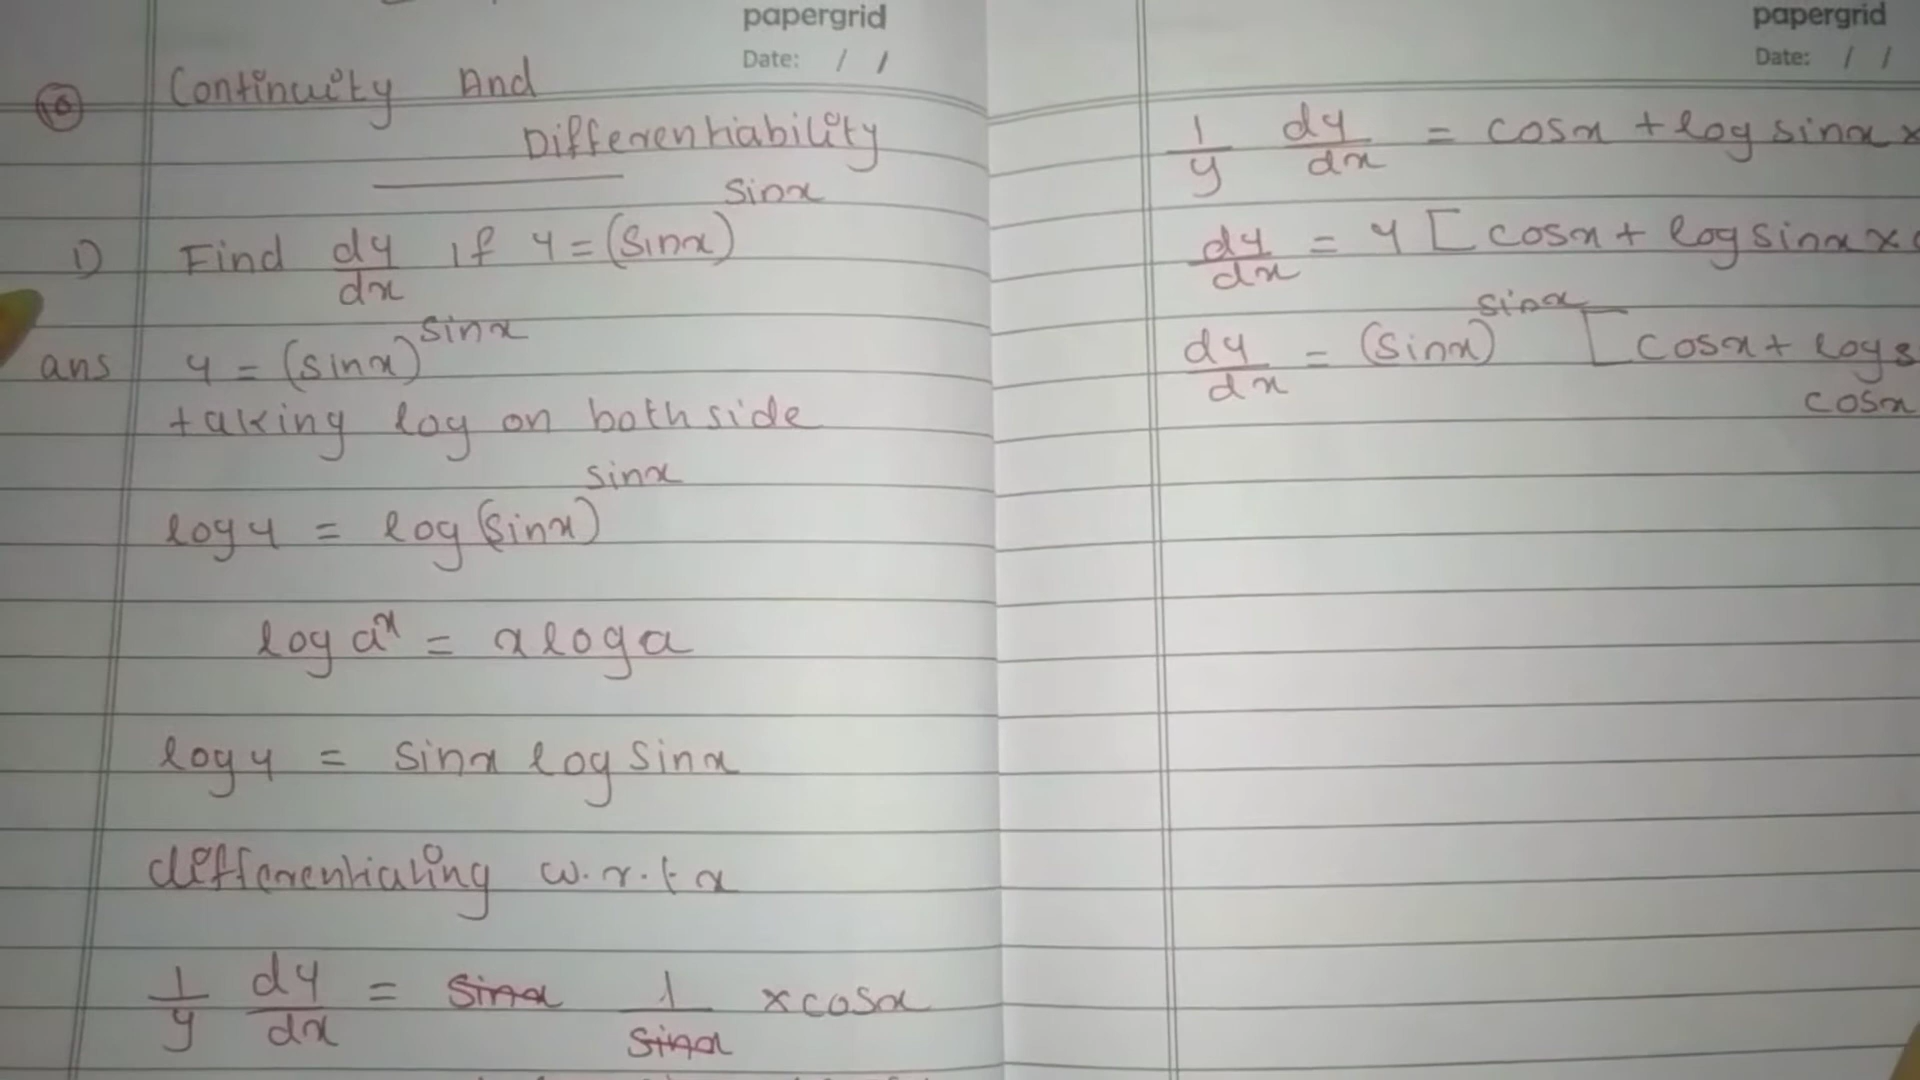 papergrid
Date: / /
10 Continuity And
Differentiability
1) Find dy/dx if y = (sinx)^sinx
ans y = (sinx)^sinx
taking log on both side
log y = log (sinx)^sinx
log a^x = x log a
log y = sinx log sinx
differentiating w.r.t x
1/y dy/dx = sinx 1/sinx × cosx
papergrid
Date: / /
1/y dy/dx = cosx + log sinx ×
dy/dx = y [ cosx + log sinx ×
dy/dx = (sinx)^sinx [ cosx + log s
cosx